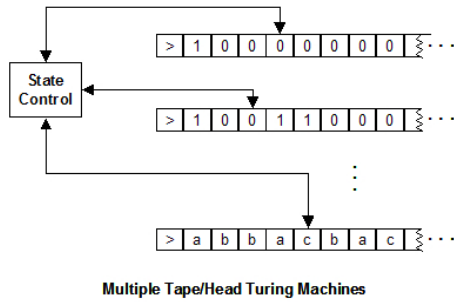 > 1 0 0 0 0 0 0 0 ...
State
Control
> 1 0 0 1 1 0 0 0 ...
> a b b a c b a c ...
Multiple Tape/Head Turing Machines